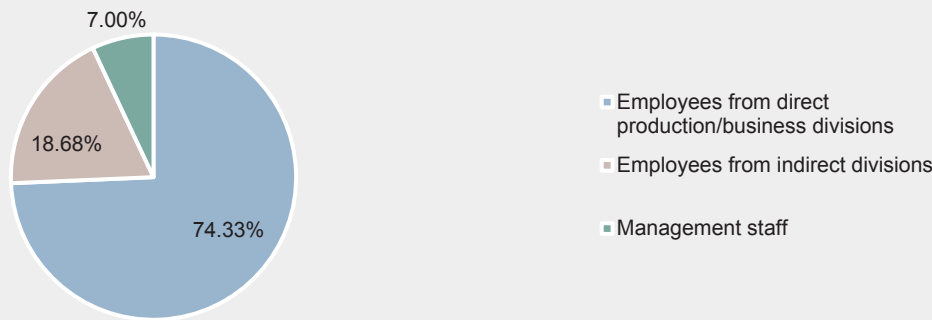 7.00%
18.68%
74.33%
Employees from direct
production/business divisions
Employees from indirect divisions
Management staff